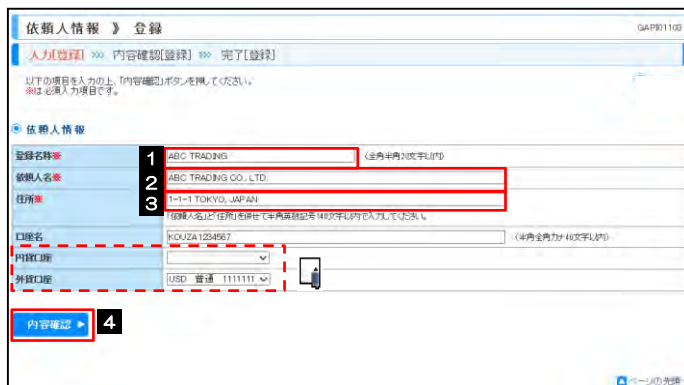 依頼人情報 》 登録
GAPI01100
入力[登録] >>> 内容確認[登録] >>> 完了[登録]
以下の項目を入力の上、「内容確認」ボタンを押してください。
※は必須入力項目です。
依頼人情報
登録名称※ 1 ABC TRADING (全角半角20文字以内)
依頼人名※ 2 ABC TRADING CO., LTD.
住所※ 3 1-1-1 TOKYO, JAPAN
「依頼人名」と「住所」を併せて半角英数記号140文字以内で入力してください。
口座名 KOUZA1234567 (半角全角カナ40文字以内)
円貨口座
外貨口座 USD 普通 1111111
内容確認 4
ページの先頭へ